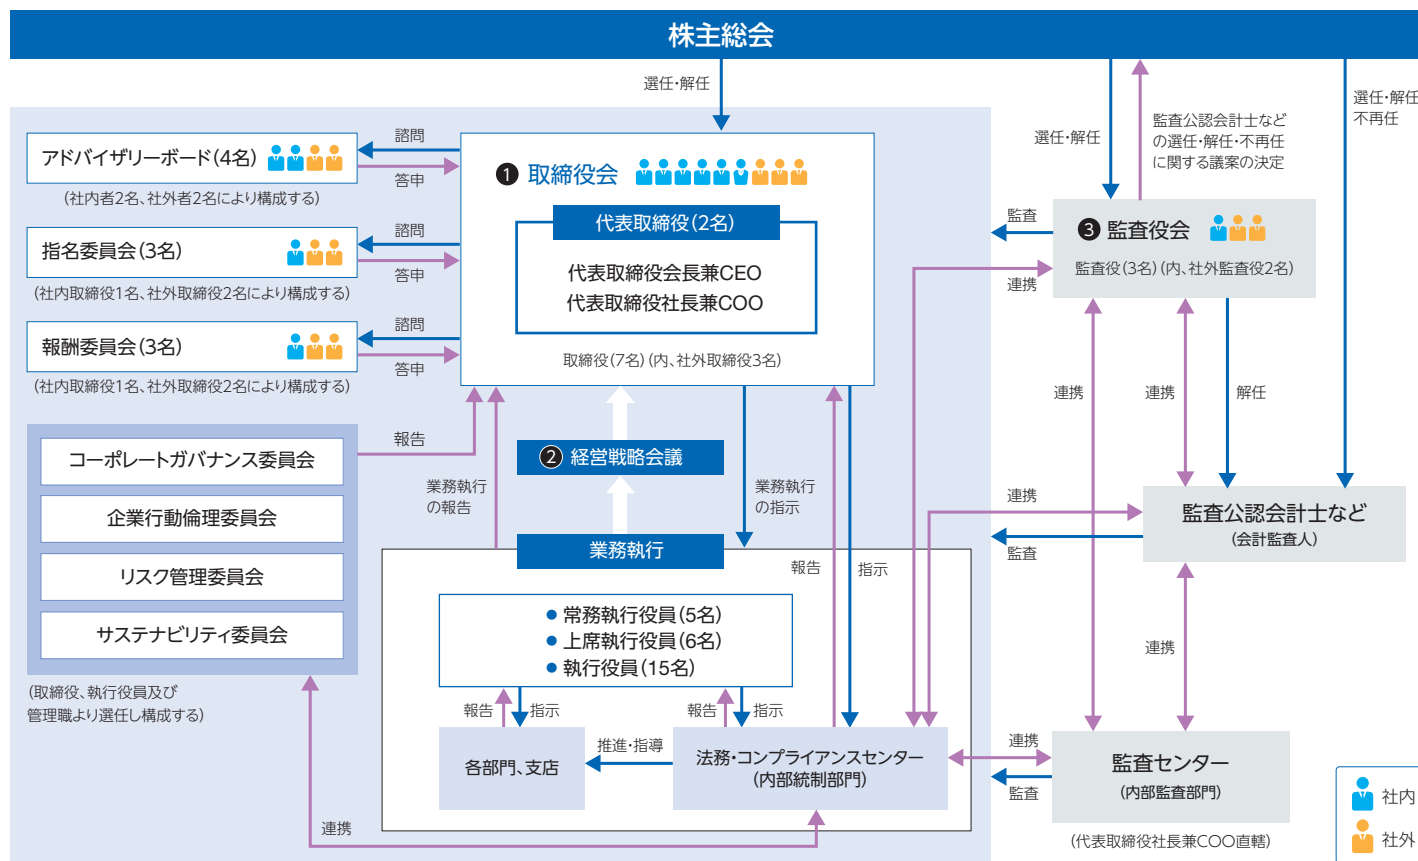 株主総会
選任・解任
選任・解任
監査公認会計士など
の選任・解任・不再任
に関する議案の決定
選任・解任
不再任
アドバイザリーボード(4名)
(社内者2名、社外者2名により構成する)
諮問
答申
指名委員会(3名)
(社内取締役1名、社外取締役2名により構成する)
諮問
答申
報酬委員会(3名)
(社内取締役1名、社外取締役2名により構成する)
諮問
答申
❶ 取締役会
代表取締役(2名)
代表取締役会長兼CEO
代表取締役社長兼COO
取締役(7名)(内、社外取締役3名)
監査
連携
❸ 監査役会
監査役(3名)(内、社外監査役2名)
連携
連携
解任
コーポレートガバナンス委員会
企業行動倫理委員会
リスク管理委員会
サステナビリティ委員会
(取締役、執行役員及び
管理職より選任し構成する)
報告
業務執行
の報告
❷ 経営戦略会議
業務執行
の指示
業務執行
報告
指示
連携
監査
監査公認会計士など
(会計監査人)
● 常務執行役員(5名)
● 上席執行役員(6名)
● 執行役員(15名)
報告
指示
報告
指示
各部門、支店
推進・指導
法務・コンプライアンスセンター
(内部統制部門)
連携
連携
連携
監査
監査センター
(内部監査部門)
(代表取締役社長兼COO直轄)
社内
社外